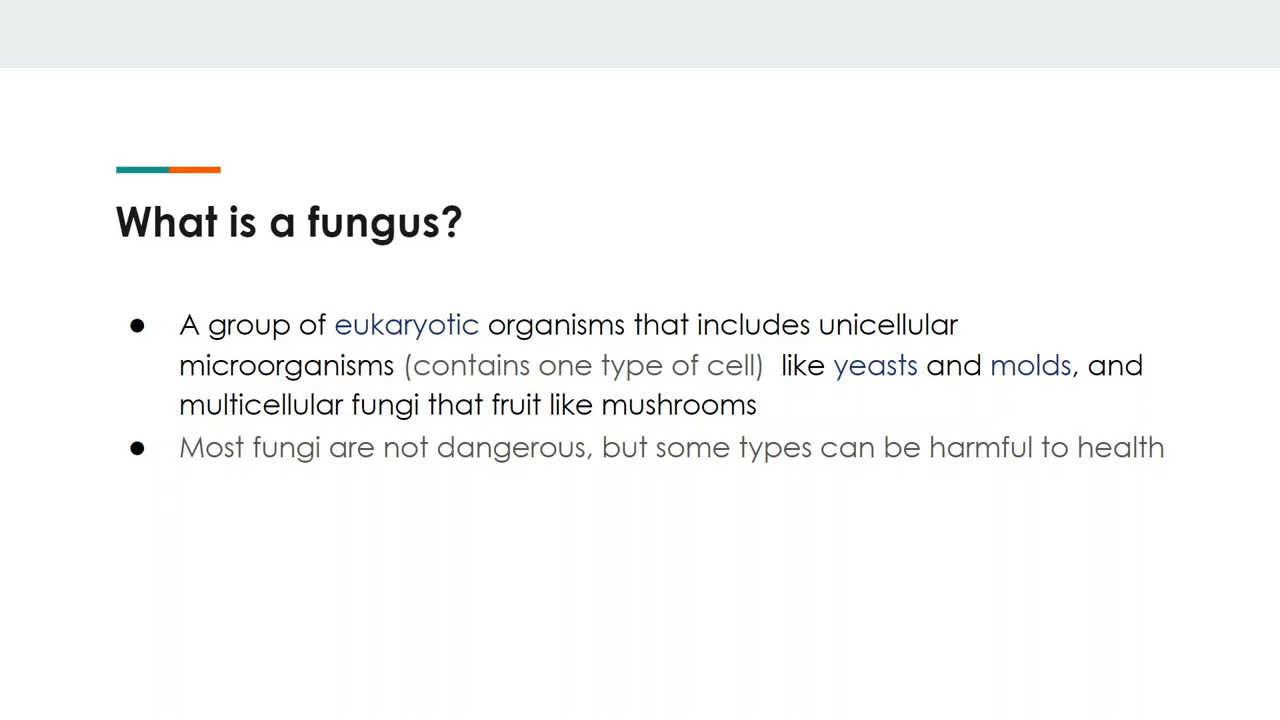 What is a fungus?
● A group of eukaryotic organisms that includes unicellular
microorganisms (contains one type of cell) like yeasts and molds, and
multicellular fungi that fruit like mushrooms
● Most fungi are not dangerous, but some types can be harmful to health